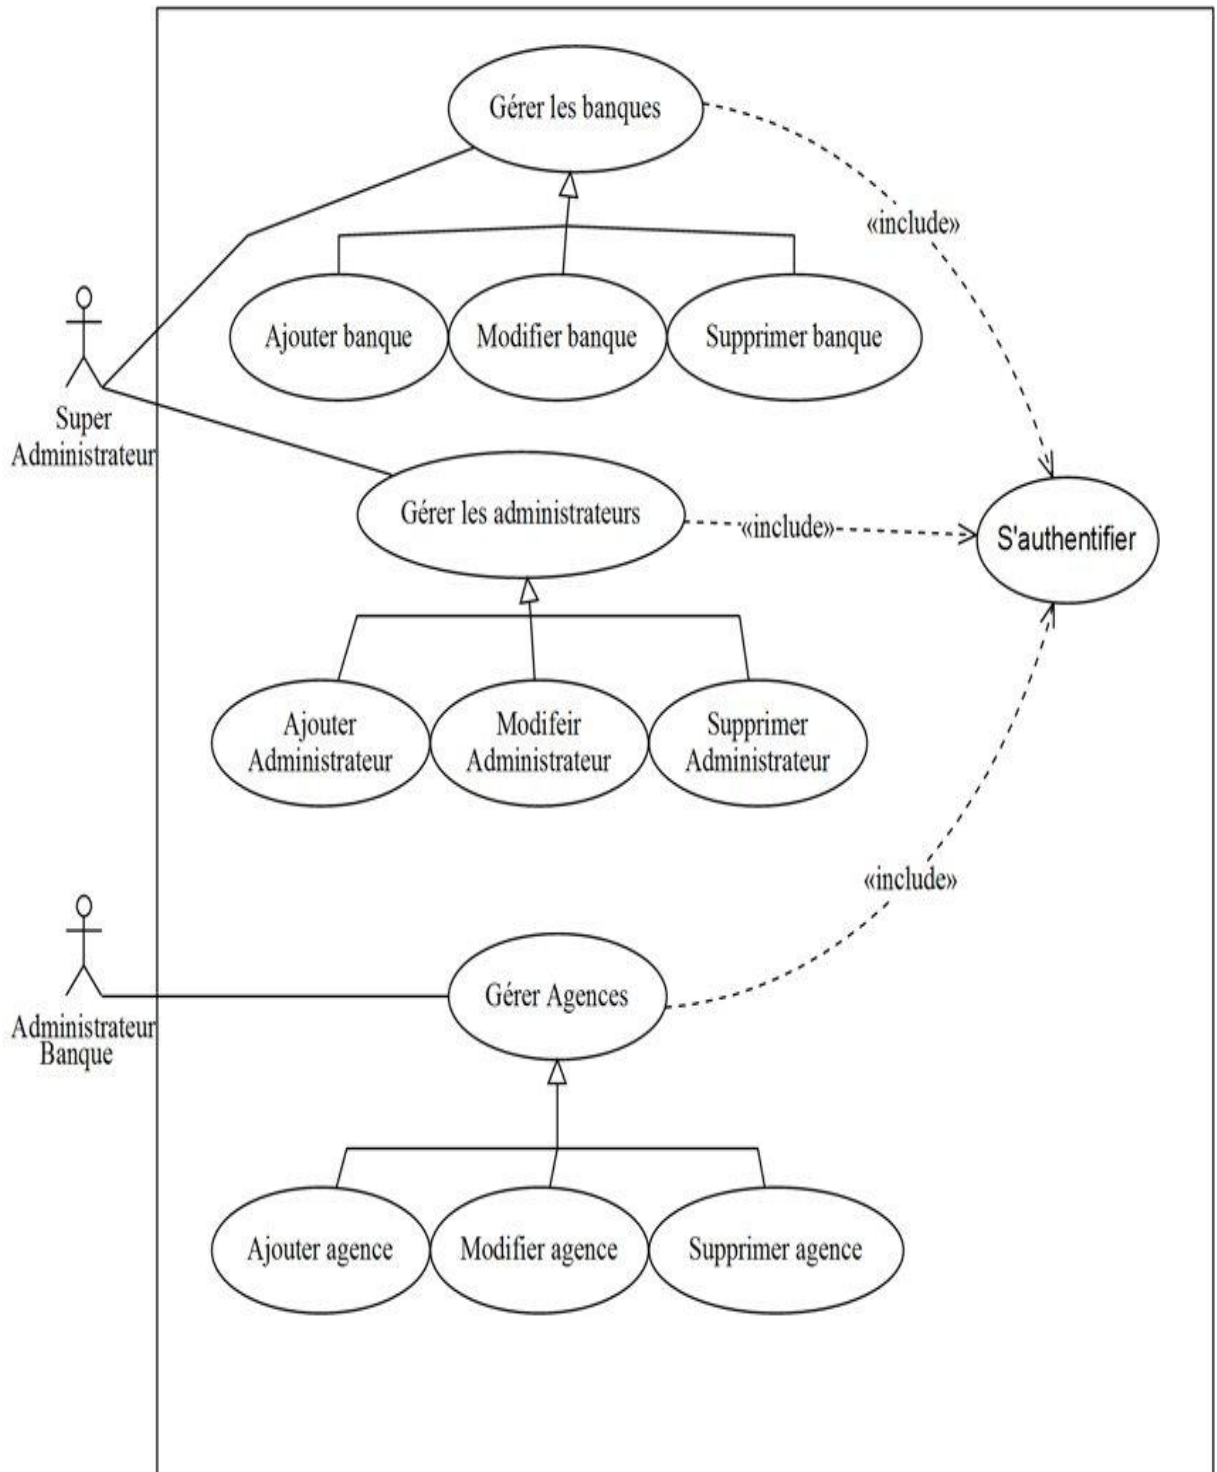 Gérer les banques
«include»
Ajouter banque
Modifier banque
Supprimer banque
Super
Administrateur
Gérer les administrateurs
«include»
S'authentifier
Ajouter
Administrateur
Modifeir
Administrateur
Supprimer
Administrateur
«include»
Gérer Agences
Administrateur
Banque
Ajouter agence
Modifier agence
Supprimer agence